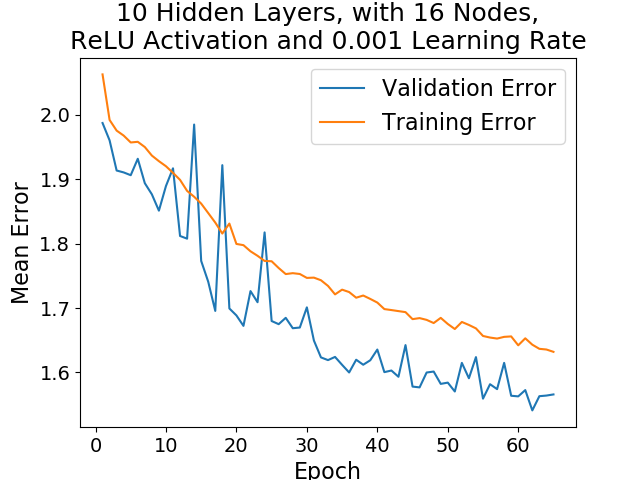 10 Hidden Layers, with 16 Nodes,
ReLU Activation and 0.001 Learning Rate
Validation Error
Training Error
Mean Error
2.0
1.9
1.8
1.7
1.6
0 10 20 30 40 50 60
Epoch